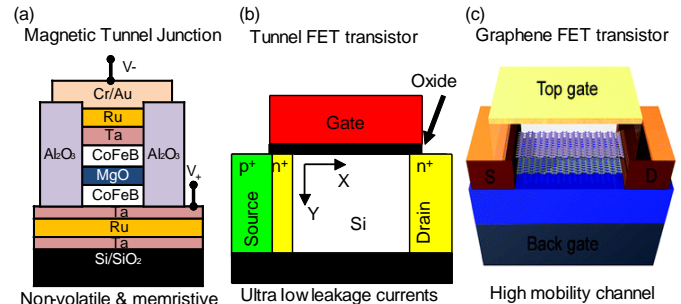 (a)
Magnetic Tunnel Junction
V-
Cr/Au
Ru
Ta
Al₂O₃
CoFeB
Al₂O₃
MgO
V₊
CoFeB
Ta
Ru
Ta
Si/SiO₂
Non-volatile & memristive
(b)
Tunnel FET transistor
Oxide
Gate
p⁺
n⁺
n⁺
X
Y
Source
Si
Drain
Ultra low leakage currents
(c)
Graphene FET transistor
Top gate
S
D
Back gate
High mobility channel